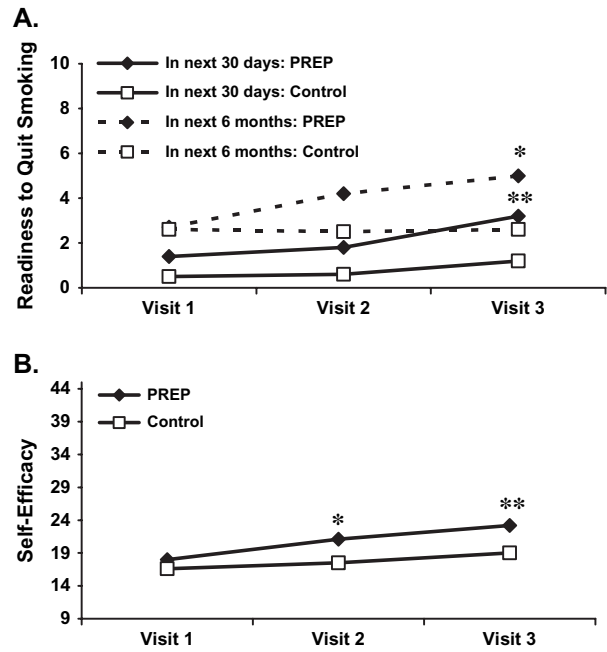 A.
Readiness to Quit Smoking
10
8
6
4
2
0
In next 30 days: PREP
In next 30 days: Control
In next 6 months: PREP
In next 6 months: Control
*
**
Visit 1 Visit 2 Visit 3
B.
Self-Efficacy
44
39
34
29
24
19
14
9
PREP
Control
*
**
Visit 1 Visit 2 Visit 3